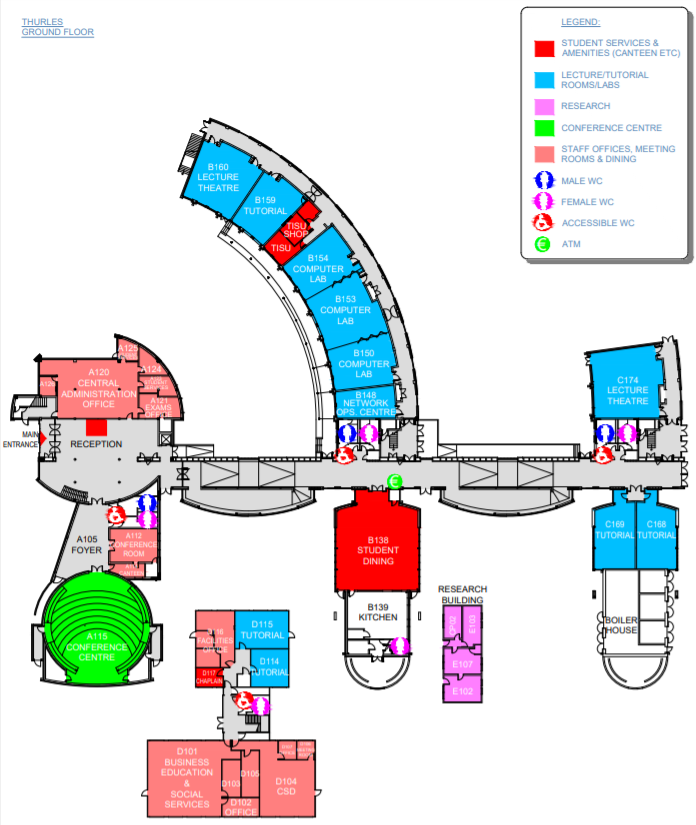 THURLES
GROUND FLOOR
LEGEND:
STUDENT SERVICES &
AMENITIES (CANTEEN ETC)
LECTURE/TUTORIAL
ROOMS/LABS
RESEARCH
CONFERENCE CENTRE
STAFF OFFICES, MEETING
ROOMS & DINING
MALE WC
FEMALE WC
ACCESSIBLE WC
ATM
B160
LECTURE
THEATRE
B159
TUTORIAL
TISU
SHOP
TISU
B154
COMPUTER
LAB
B153
COMPUTER
LAB
B150
COMPUTER
LAB
B148
NETWORK
OPS. CENTRE
A125
A124
A120
CENTRAL
ADMINISTRATION
OFFICE
A121
EXAMS
OFFICE
MAIN
ENTRANCE
RECEPTION
C174
LECTURE
THEATRE
A105
FOYER
A112
CONFERENCE
ROOM
CANTEEN
A115
CONFERENCE
CENTRE
B138
STUDENT
DINING
B139
KITCHEN
C169
TUTORIAL
C168
TUTORIAL
BOILER
HOUSE
RESEARCH
BUILDING
E103
E107
E102
D115
TUTORIAL
D114
TUTORIAL
FACILITIES
OFFICE
D117
CHAPLAIN
D101
BUSINESS
EDUCATION
&
SOCIAL
SERVICES
D103
D105
D102
OFFICE
D104
CSD